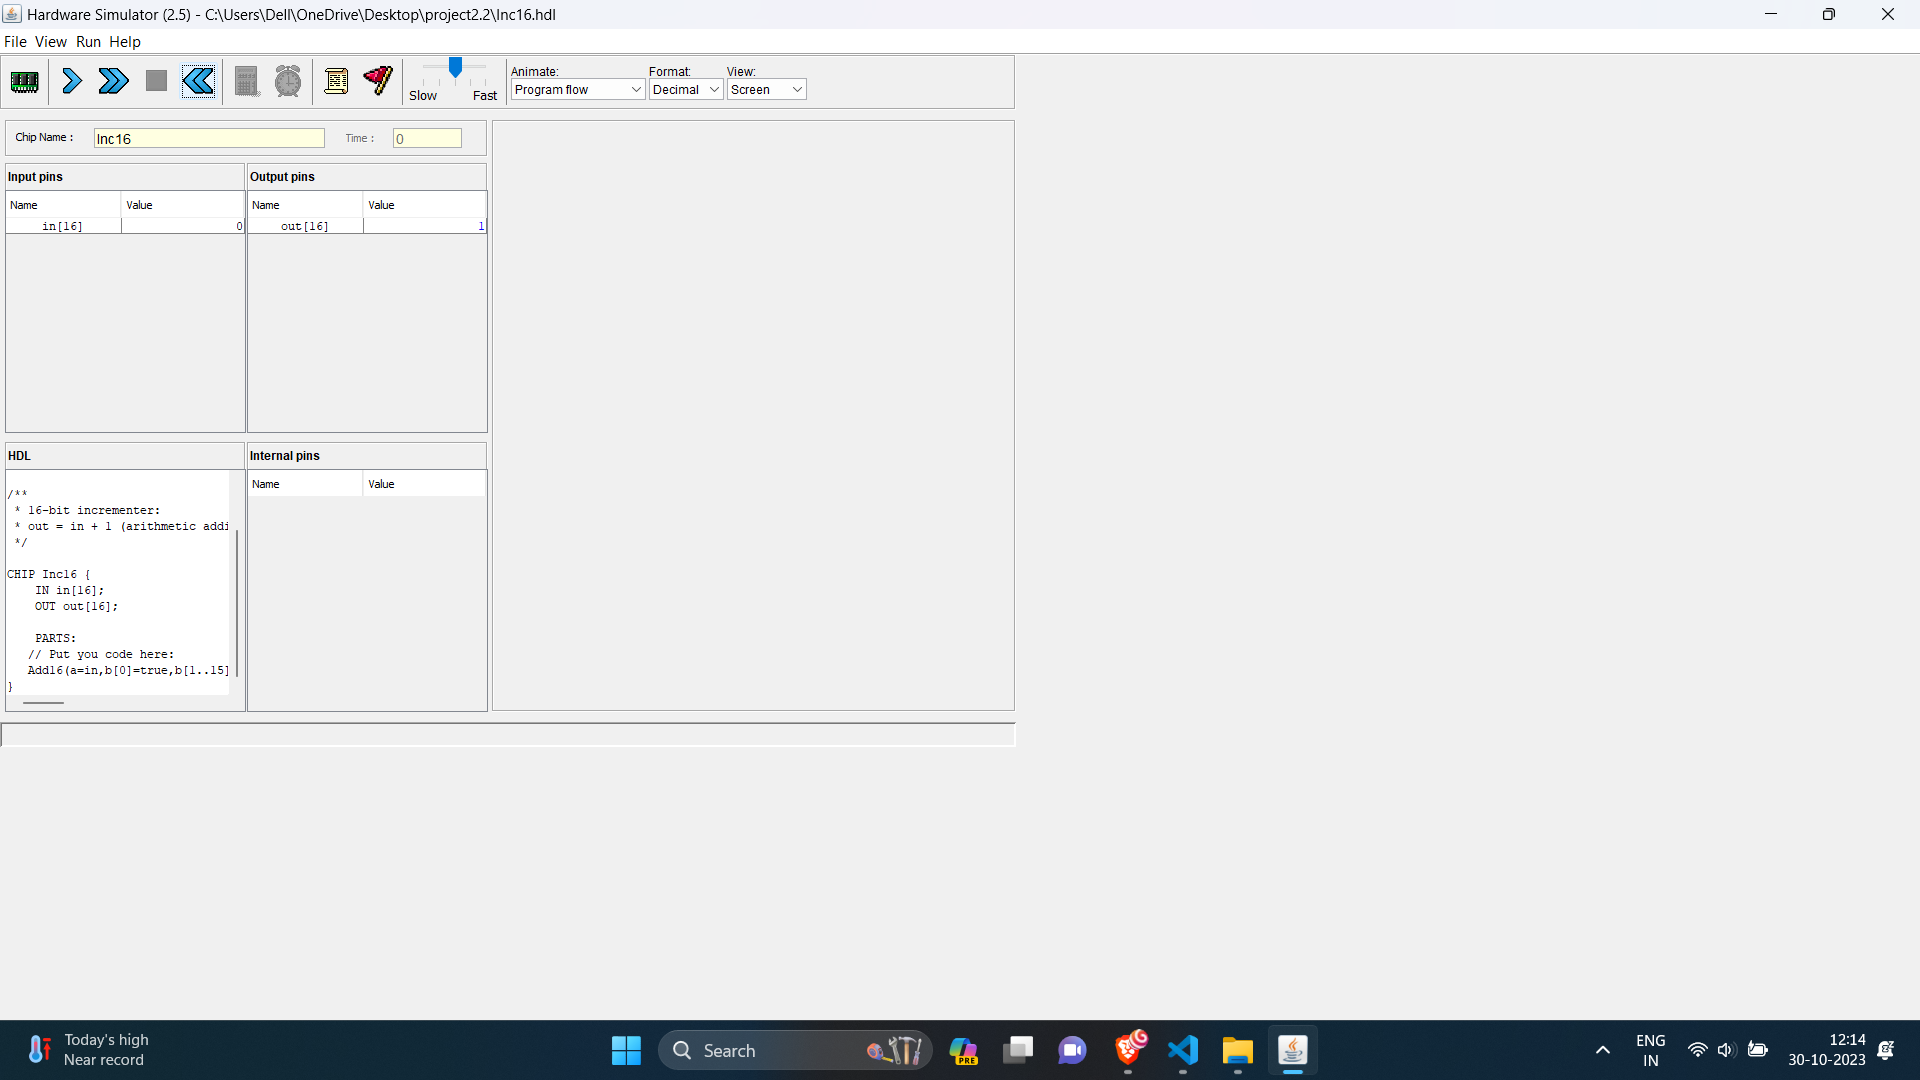 Hardware Simulator (2.5) - C:\Users\Dell\OneDrive\Desktop\project2.2\Inc16.hdl
File View Run Help
Slow Fast
Animate: Format: View:
Program flow Decimal Screen
Chip Name : Inc16 Time : 0
Input pins Output pins
Name Value Name Value
in[16] 0 out[16] 1
HDL Internal pins
Name Value
/**
* 16-bit incrementer:
* out = in + 1 (arithmetic addi
*/
CHIP Inc16 {
IN in[16];
OUT out[16];
PARTS:
// Put you code here:
Add16(a=in,b[0]=true,b[1..15]
}
Today's high
Near record
Search
PRE
ENG
IN
12:14
30-10-2023